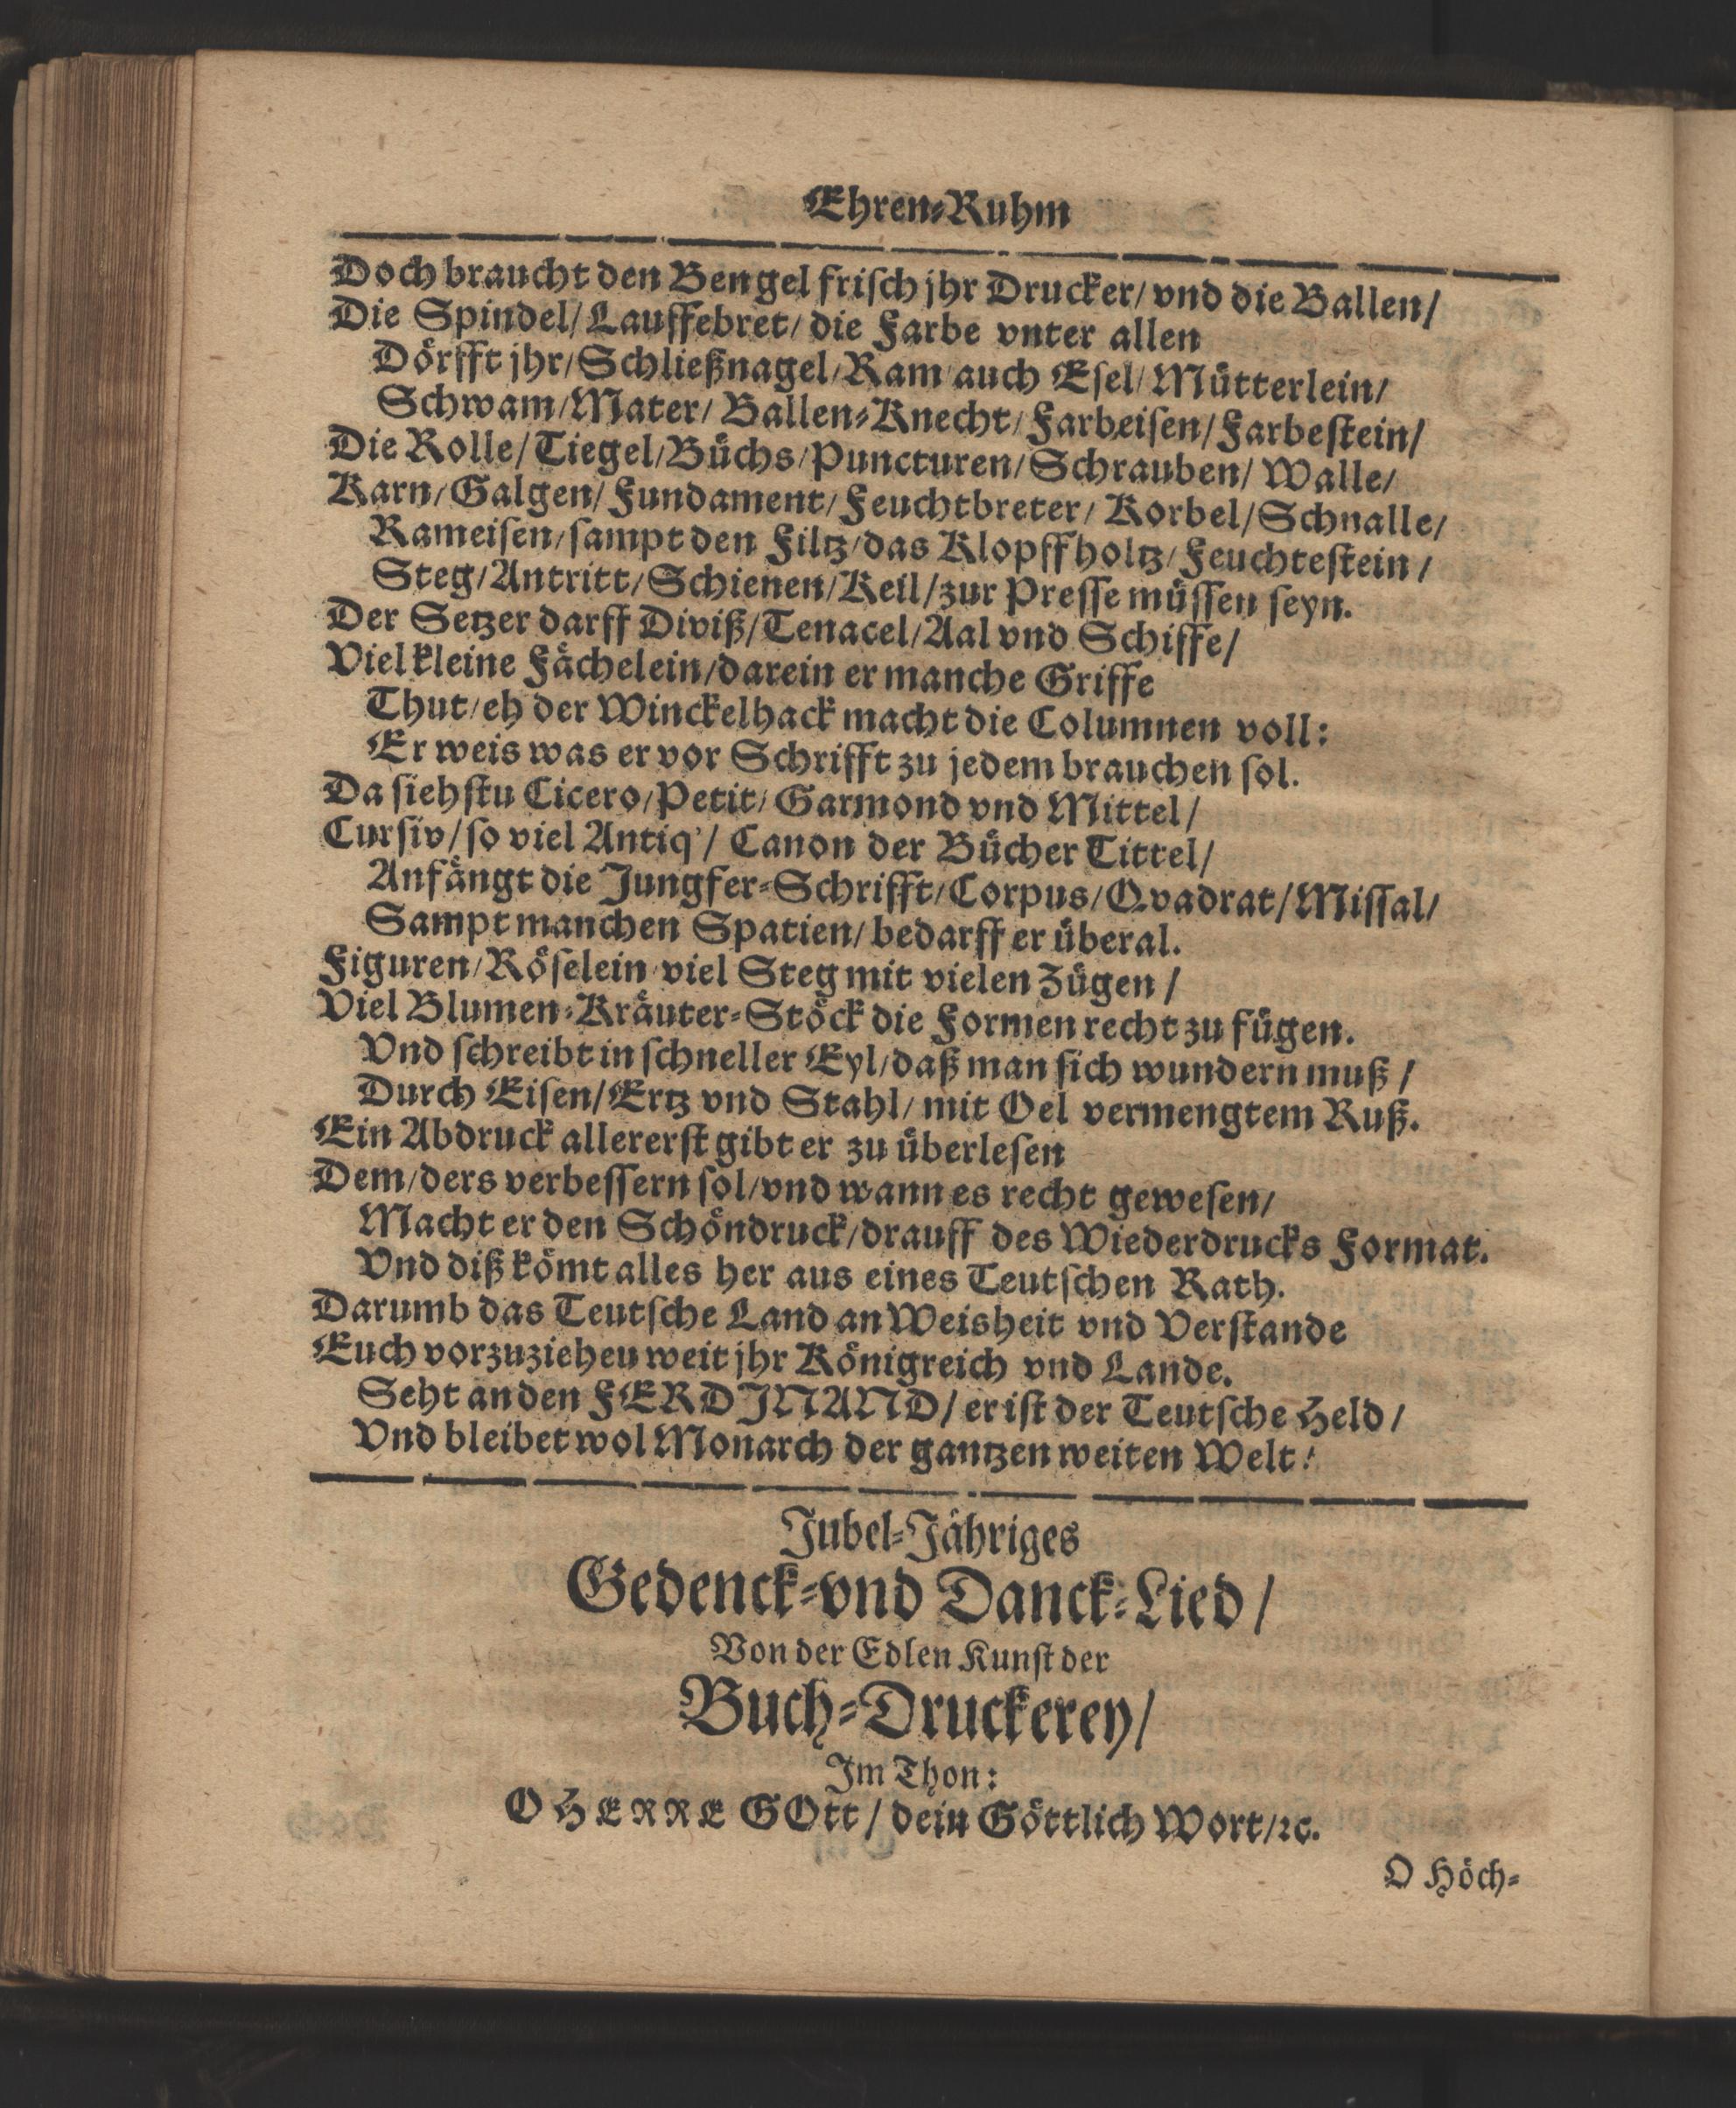 Ehren⸗Ruhm
Doch braucht den Bengel friſch jhr Drucker/ vnd die Ballen/
Die Spindel/ Lauffebret/ die Farbe vnter allen
Dörfft jhr/ Schließnagel/ Ram/ auch Eſel/ Mütterlein/
Schwam/ Mater/ Ballen⸗Knecht/ Farbeiſen/ Farbeſtein/
Die Rolle/ Tiegel/ Büchs/ Puncturen/ Schrauben/ Walle/
Karn/ Galgen/ Fundament/ Feuchtbreter/ Korbel/ Schnalle/
Rameiſen/ ſampt den Filtz/ das Klopffholtz/ Feuchteſtein/
Steg/ Antritt/ Schienen/ Keil/ zur Preſſe müſſen ſeyn.
Der Setzer darff Diviß/ Tenacel/ Aal vnd Schiffe/
Viel kleine Fächelein/ darein er manche Griffe
Thut/ eh der Winckelhack macht die Columnen voll:
Er weis was er vor Schrifft zu jedem brauchen ſol.
Da ſiehſtu Cicero/ Petit/ Garmond vnd Mittel/
Curſiv/ ſo viel Antiq'/ Canon der Bücher Tittel/
Anfängt die Jungfer⸗Schrifft/ Corpus/ Qvadrat/ Miſſal/
Sampt manchen Spatien/ bedarff er überal.
Figuren/ Röſelein/ viel Steg mit vielen Zügen/
Viel Blumen⸗Kräuter⸗Stöck die Formen recht zu fügen.
Vnd ſchreibt in ſchneller Eyl/ daß man ſich wundern muß/
Durch Eiſen/ Ertz vnd Stahl/ mit Oel vermengtem Ruß.
Ein Abdruck allererſt gibt er zu überleſen
Dem/ ders verbeſſern ſol/ vnd wann es recht geweſen/
Macht er den Schöndruck/ drauff des Wiederdrucks Format.
Vnd diß kömt alles her aus eines Teutſchen Rath.
Darumb das Teutſche Land an Weisheit vnd Verſtande
Euch vorzuzieheu weit jhr Königreich vnd Lande.
Seht an den FERDJNAND/ er iſt der Teutſche Held/
Vnd bleibet wol Monarch der gantzen weiten Welt!
Jubel⸗Jähriges
Gedenck⸗vnd Danck⸗Lied/
Von der Edlen Kunſt der
Buch⸗Druckerey/
Im Thon:
O HERRE GOtt/ dein Göttlich Wort/ ꝛc.
O Höch⸗